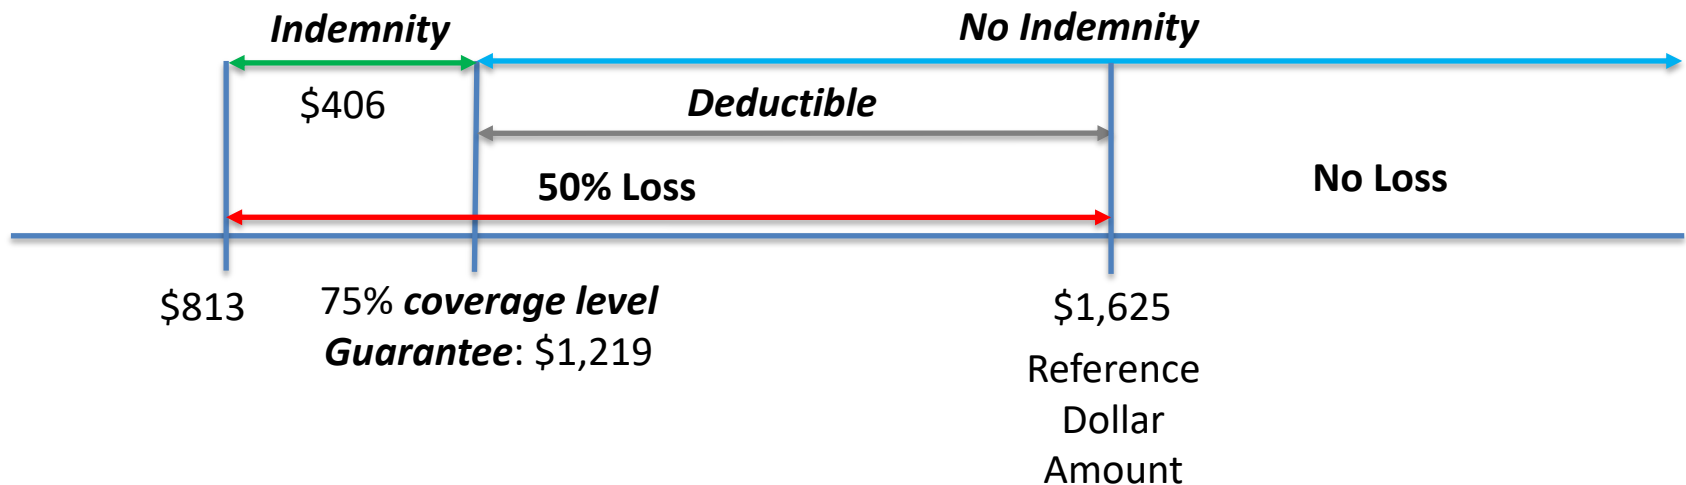 Indemnity
No Indemnity
$406
Deductible
50% Loss
No Loss
$813
75% coverage level
Guarantee: $1,219
$1,625
Reference
Dollar
Amount